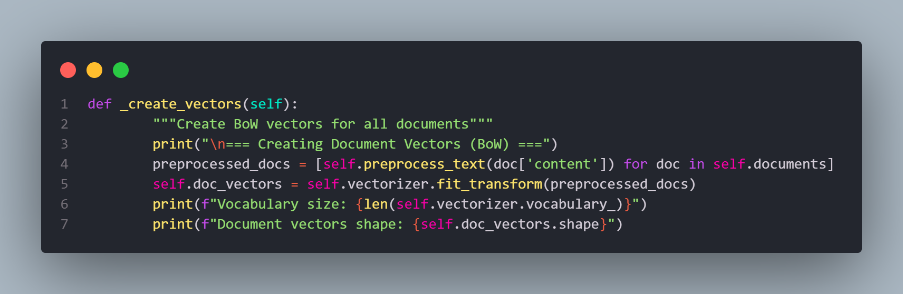 1 def _create_vectors(self):
2 """Create BoW vectors for all documents"""
3 print("\n=== Creating Document Vectors (BoW) ===")
4 preprocessed_docs = [self.preprocess_text(doc['content']) for doc in self.documents]
5 self.doc_vectors = self.vectorizer.fit_transform(preprocessed_docs)
6 print(f"Vocabulary size: {len(self.vectorizer.vocabulary_)}")
7 print(f"Document vectors shape: {self.doc_vectors.shape}")